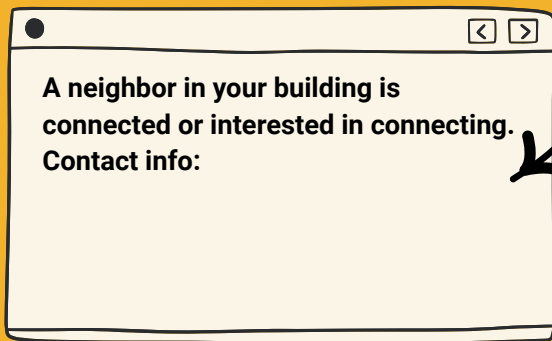 A neighbor in your building is
connected or interested in connecting.
Contact info: